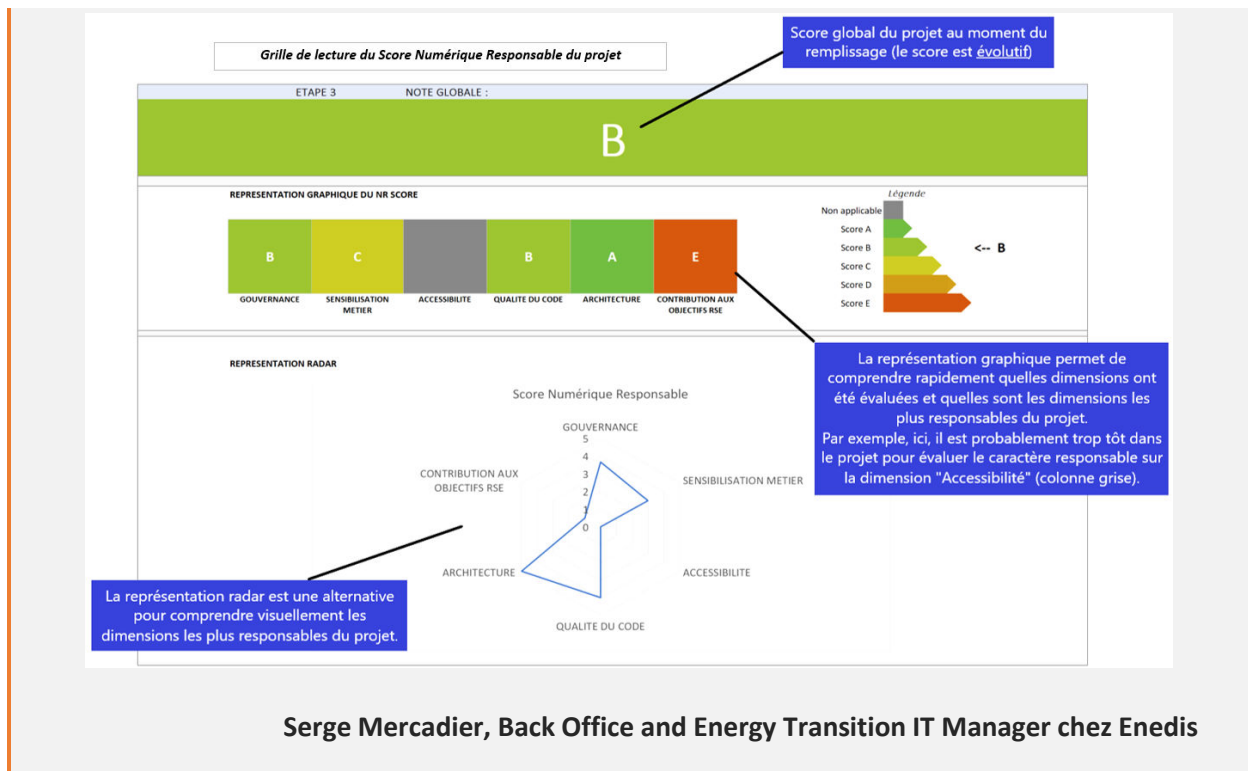 Score global du projet au moment du
remplissage (le score est évolutif)
Grille de lecture du Score Numérique Responsable du projet
ETAPE 3 NOTE GLOBALE :
B
REPRESENTATION GRAPHIQUE DU NR SCORE
B
C
B
A
E
GOUVERNANCE
SENSIBILISATION
METIER
ACCESSIBILITE
QUALITE DU CODE
ARCHITECTURE
CONTRIBUTION AUX
OBJECTIFS RSE
Légende
Non applicable
Score A
Score B
<-- B
Score C
Score D
Score E
La représentation graphique permet de
comprendre rapidement quelles dimensions ont
été évaluées et quelles sont les dimensions les
plus responsables du projet.
Par exemple, ici, il est probablement trop tôt dans
le projet pour évaluer le caractère responsable sur
la dimension "Accessibilité" (colonne grise).
REPRESENTATION RADAR
Score Numérique Responsable
GOUVERNANCE
5
4
3
2
1
0
SENSIBILISATION METIER
ACCESSIBILITE
QUALITE DU CODE
ARCHITECTURE
CONTRIBUTION AUX
OBJECTIFS RSE
La représentation radar est une alternative
pour comprendre visuellement les
dimensions les plus responsables du projet.
Serge Mercadier, Back Office and Energy Transition IT Manager chez Enedis